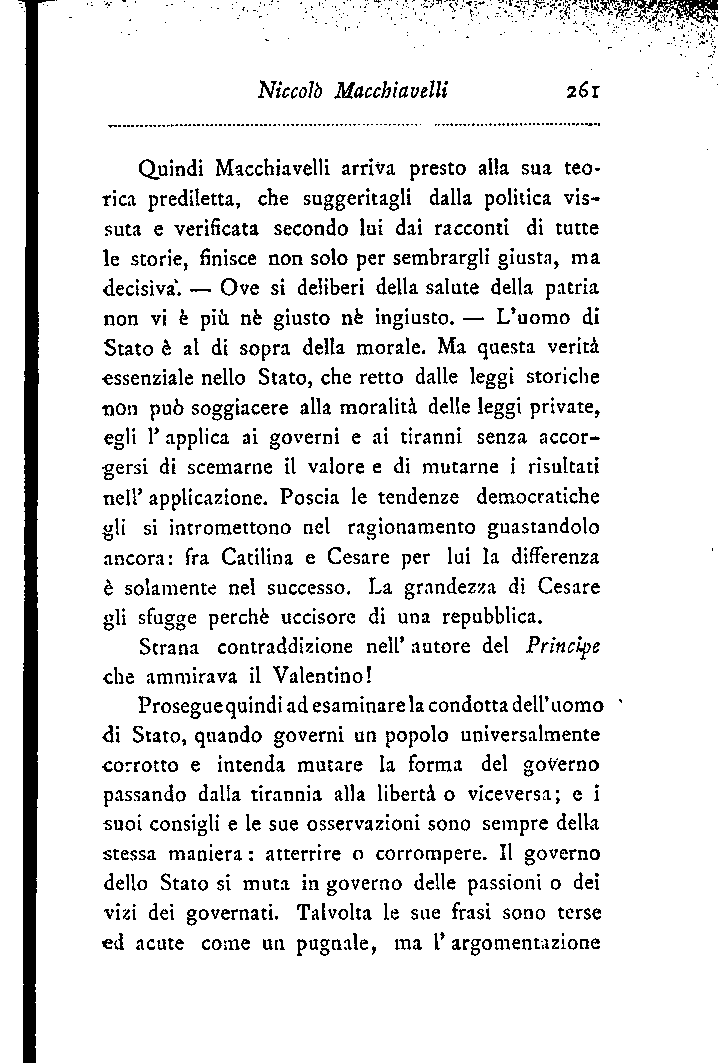 Niccolò Macchiavelli 261
Quindi Macchiavelli arriva presto alla sua teo-
rica prediletta, che suggeritagli dalla politica vis-
suta e verificata secondo lui dai racconti di tutte
le storie, finisce non solo per sembrargli giusta, ma
decisiva. — Ove si deliberi della salute della patria
non vi è più nè giusto nè ingiusto. — L'uomo di
Stato è al di sopra della morale. Ma questa verità
essenziale nello Stato, che retto dalle leggi storiche
non può soggiacere alla moralità delle leggi private,
egli l' applica ai governi e ai tiranni senza accor-
gersi di scemarne il valore e di mutarne i risultati
nell' applicazione. Poscia le tendenze democratiche
gli si intromettono nel ragionamento guastandolo
ancora: fra Catilina e Cesare per lui la differenza
è solamente nel successo. La grandezza di Cesare
gli sfugge perchè uccisore di una repubblica.
Strana contraddizione nell' autore del Principe
che ammirava il Valentino!
Prosegue quindi ad esaminare la condotta dell'uomo
di Stato, quando governi un popolo universalmente
corrotto e intenda mutare la forma del governo
passando dalla tirannia alla libertà o viceversa; e i
suoi consigli e le sue osservazioni sono sempre della
stessa maniera: atterrire o corrompere. Il governo
dello Stato si muta in governo delle passioni o dei
vizi dei governati. Talvolta le sue frasi sono terse
ed acute come un pugnale, ma l' argomentazione